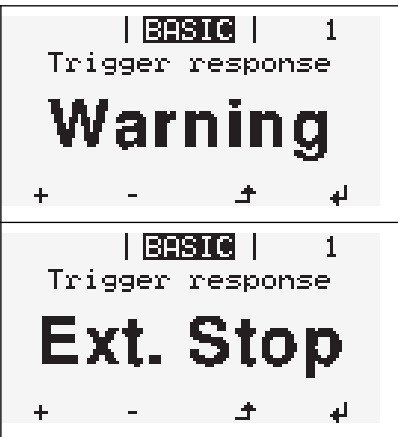 | BASIC | 1
Trigger response
Warning
+ - ⬏ ↵
| BASIC | 1
Trigger response
Ext. Stop
+ - ⬏ ↵